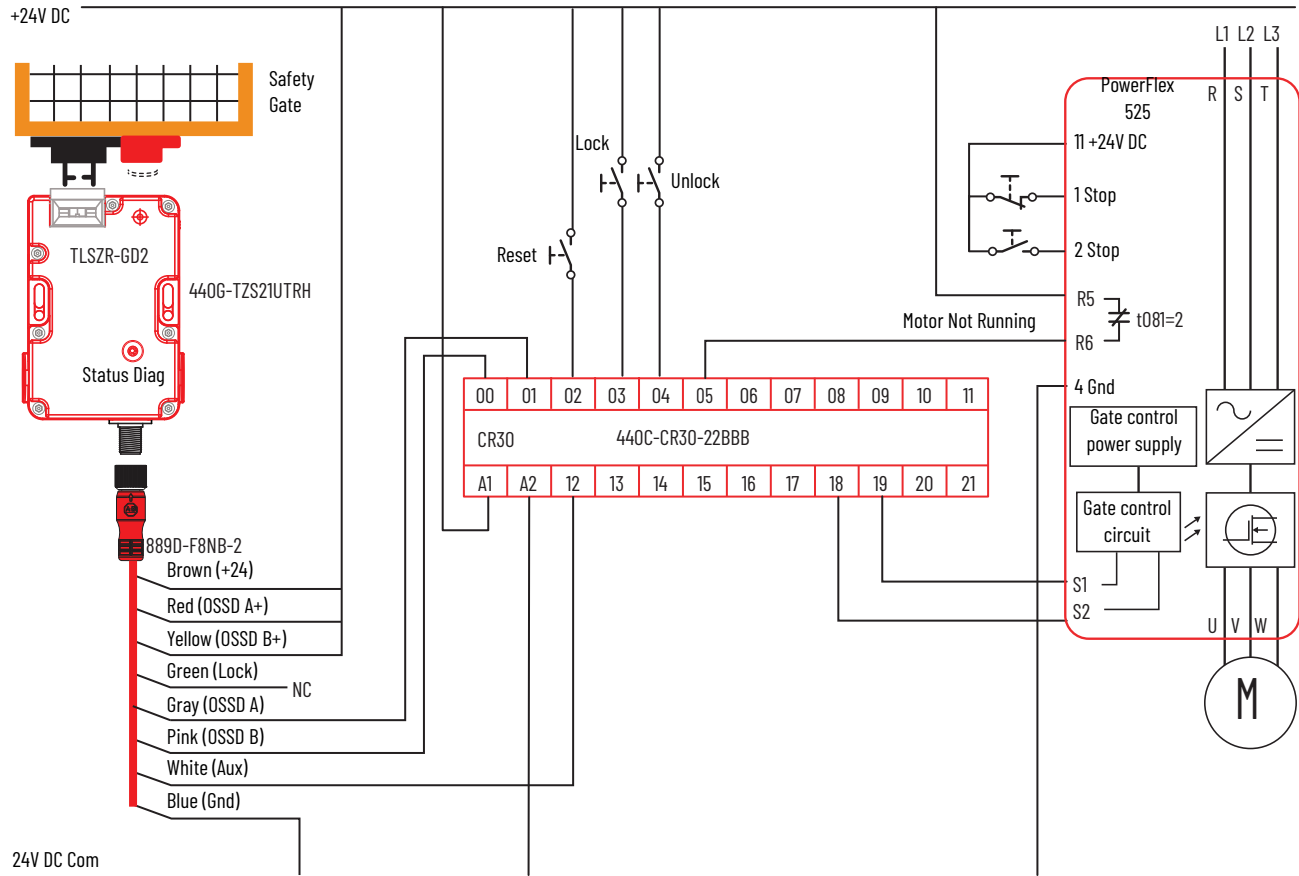 +24V DC
Safety
Gate
TLSZR-GD2
440G-TZS21UTRH
Status Diag
AB
889D-F8NB-2
Brown (+24)
Red (OSSD A+)
Yellow (OSSD B+)
Green (Lock)
NC
Gray (OSSD A)
Pink (OSSD B)
White (Aux)
Blue (Gnd)
24V DC Com
Lock
Unlock
Reset
Motor Not Running
00 01 02 03 04 05 06 07 08 09 10 11
CR30 440C-CR30-22BBB
A1 A2 12 13 14 15 16 17 18 19 20 21
L1 L2 L3
PowerFlex
525
R S T
11 +24V DC
1 Stop
2 Stop
R5
t081=2
R6
4 Gnd
Gate control
power supply
Gate control
circuit
S1
S2
U V W
M